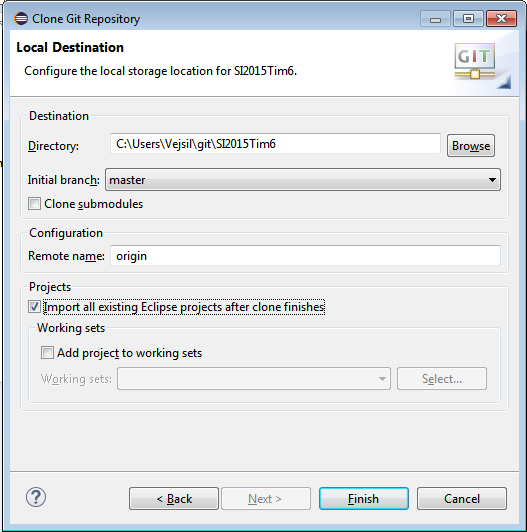 Clone Git Repository
Local Destination
Configure the local storage location for SI2015Tim6.
GIT
Destination
Directory: C:\Users\Vejsil\git\SI2015Tim6 Browse
Initial branch: master
Clone submodules
Configuration
Remote name: origin
Projects
Import all existing Eclipse projects after clone finishes
Working sets
Add project to working sets
Working sets: Select...
? < Back Next > Finish Cancel